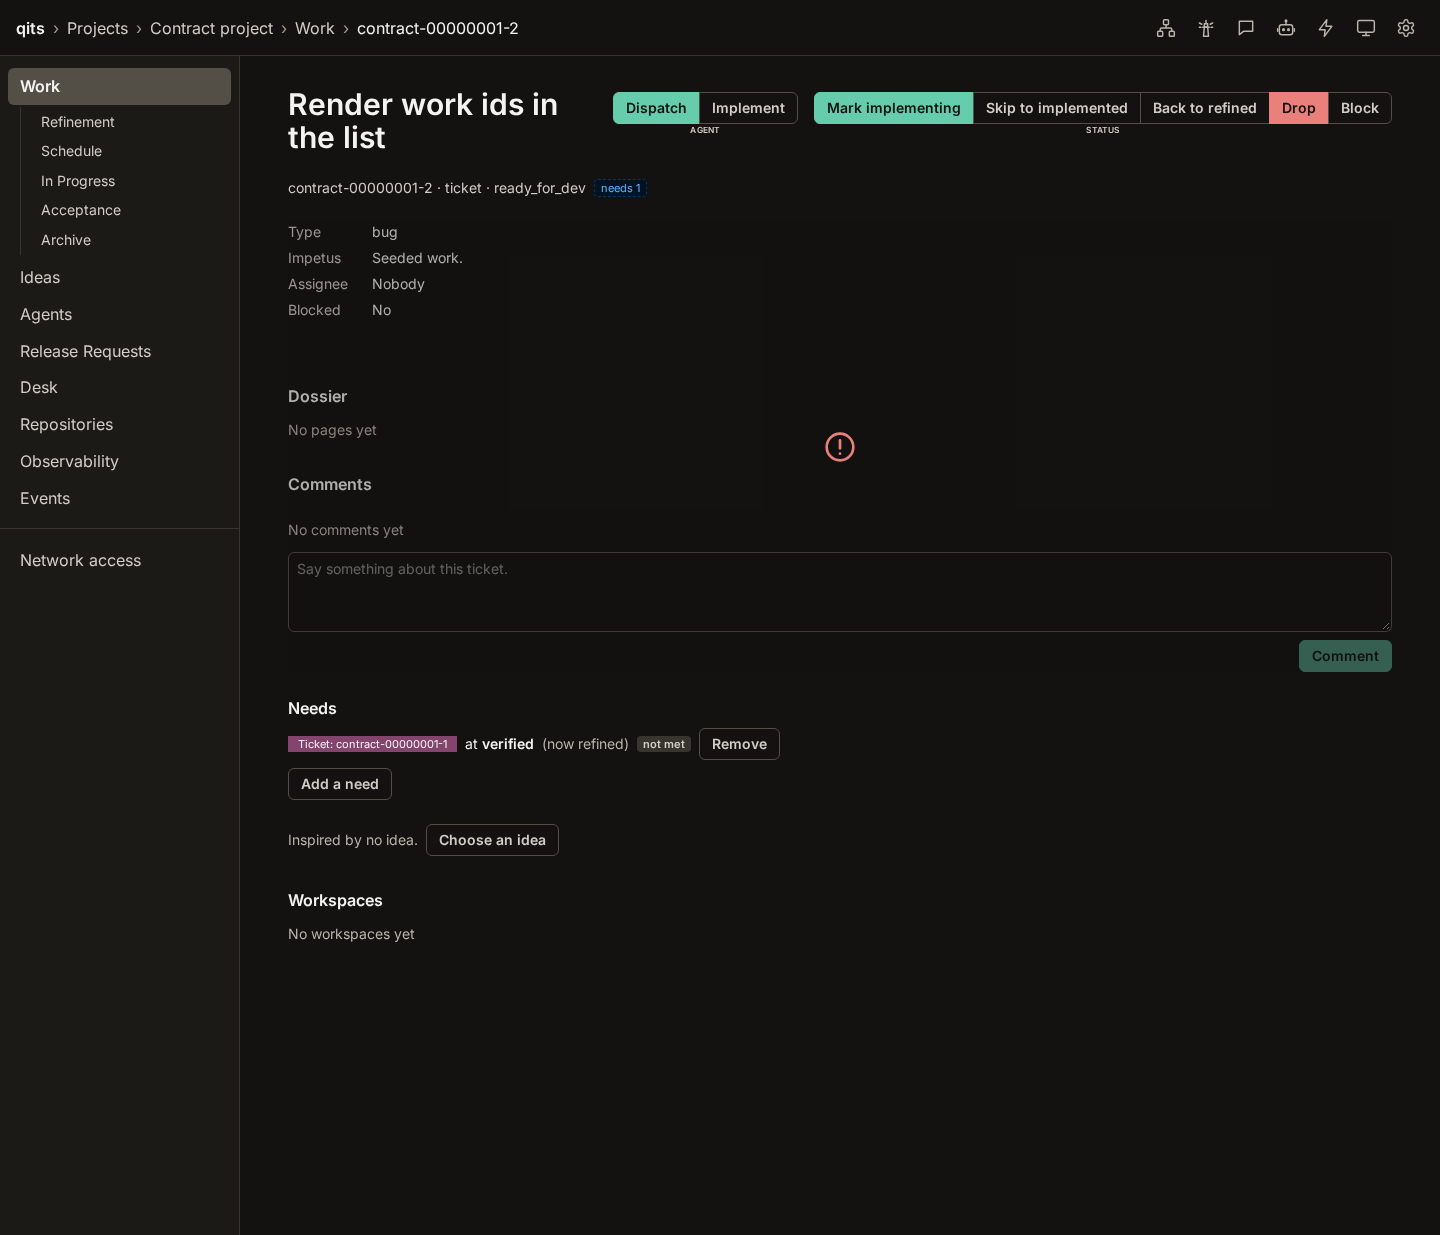 qits › Projects › Contract project › Work › contract-00000001-2
Work
Refinement
Schedule
In Progress
Acceptance
Archive
Ideas
Agents
Release Requests
Desk
Repositories
Observability
Events
Network access
Render work ids in
the list
Dispatch Implement
AGENT
Mark implementing Skip to implemented Back to refined Drop Block
STATUS
contract-00000001-2 · ticket · ready_for_dev needs 1
Type bug
Impetus Seeded work.
Assignee Nobody
Blocked No
Dossier
No pages yet
Comments
No comments yet
Say something about this ticket.
Comment
Needs
Ticket: contract-00000001-1 at verified (now refined) not met Remove
Add a need
Inspired by no idea. Choose an idea
Workspaces
No workspaces yet